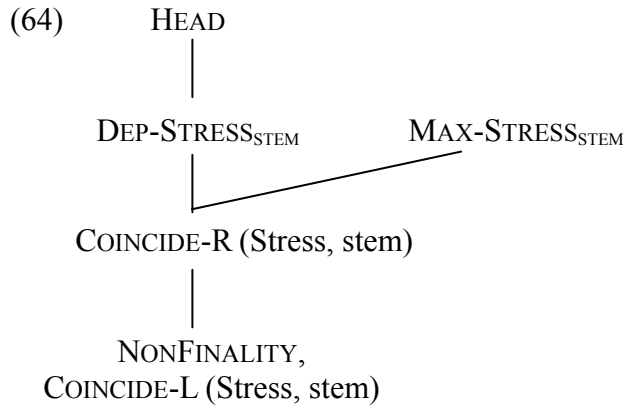 (64) HEAD
DEP-STRESS_STEM MAX-STRESS_STEM
COINCIDE-R (Stress, stem)
NONFINALITY,
COINCIDE-L (Stress, stem)